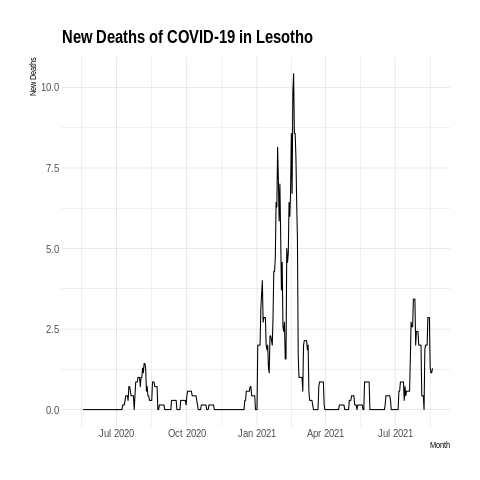 New Deaths of COVID-19 in Lesotho
New Deaths
10.0
7.5
5.0
2.5
0.0
Jul 2020 Oct 2020 Jan 2021 Apr 2021 Jul 2021
Month